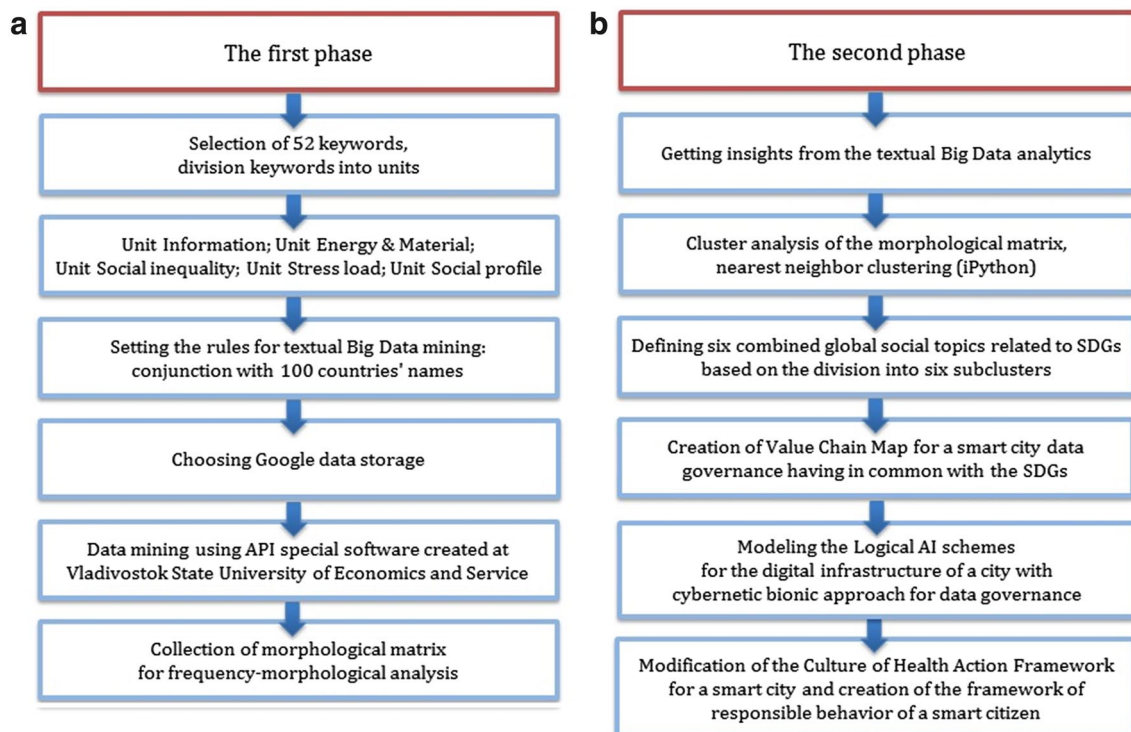 a
The first phase
Selection of 52 keywords,
division keywords into units
Unit Information; Unit Energy & Material;
Unit Social inequality; Unit Stress load; Unit Social profile
Setting the rules for textual Big Data mining:
conjunction with 100 countries' names
Choosing Google data storage
Data mining using API special software created at
Vladivostok State University of Economics and Service
Collection of morphological matrix
for frequency-morphological analysis
b
The second phase
Getting insights from the textual Big Data analytics
Cluster analysis of the morphological matrix,
nearest neighbor clustering (iPython)
Defining six combined global social topics related to SDGs
based on the division into six subclusters
Creation of Value Chain Map for a smart city data
governance having in common with the SDGs
Modeling the Logical AI schemes
for the digital infrastructure of a city with
cybernetic bionic approach for data governance
Modification of the Culture of Health Action Framework
for a smart city and creation of the framework of
responsible behavior of a smart citizen